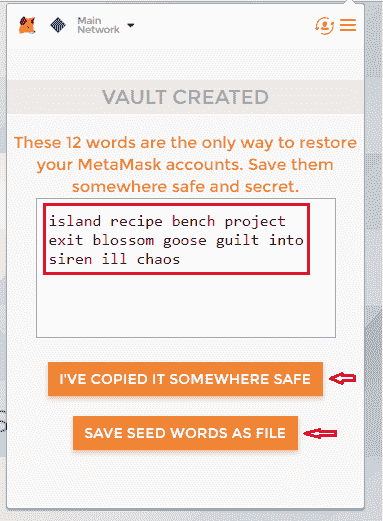 Main
Network
VAULT CREATED
These 12 words are the only way to restore
your MetaMask accounts. Save them
somewhere safe and secret.
island recipe bench project
exit blossom goose guilt into
siren ill chaos
I'VE COPIED IT SOMEWHERE SAFE
SAVE SEED WORDS AS FILE